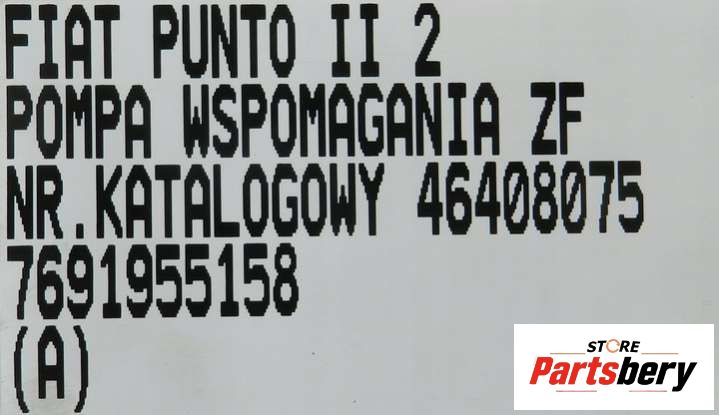 FIAT PUNTO II 2
POMPA WSPOMAGANIA ZF
NR.KATALOGOWY 46408075
7691955158
(A)
STORE
Partsbery